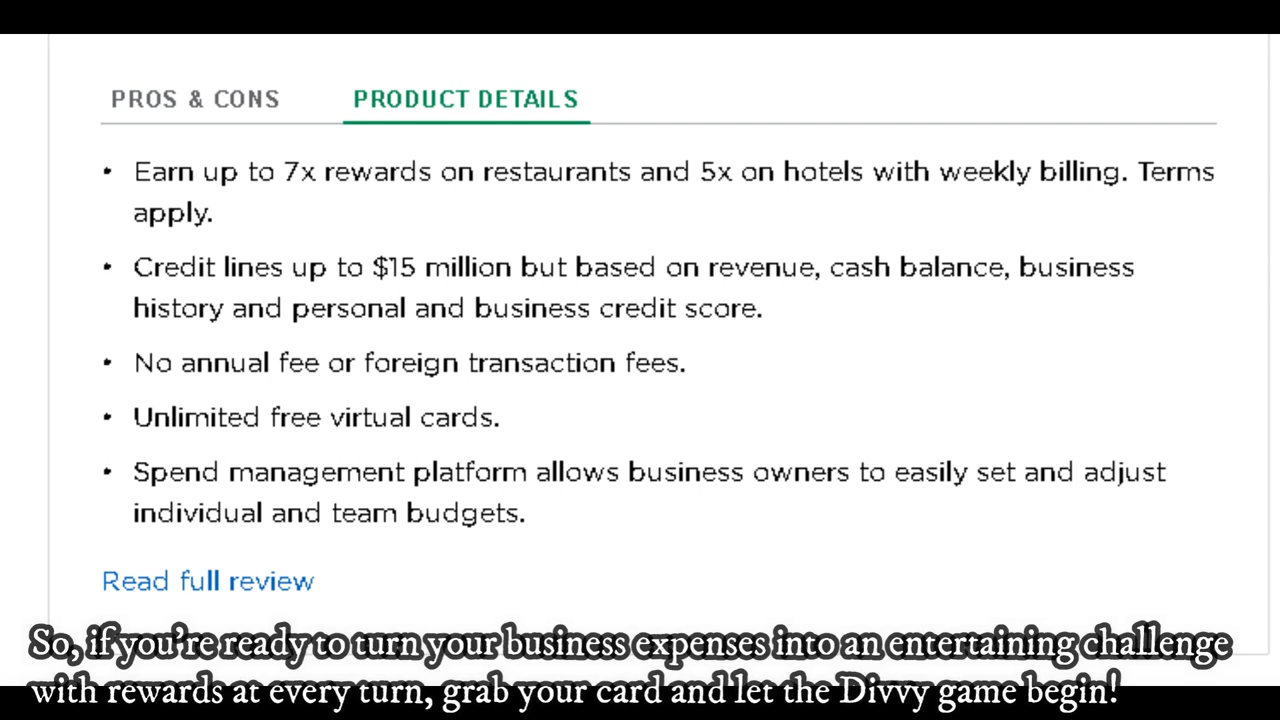 PROS & CONS PRODUCT DETAILS
• Earn up to 7x rewards on restaurants and 5x on hotels with weekly billing. Terms
apply.
• Credit lines up to $15 million but based on revenue, cash balance, business
history and personal and business credit score.
• No annual fee or foreign transaction fees.
• Unlimited free virtual cards.
• Spend management platform allows business owners to easily set and adjust
individual and team budgets.
Read full review
So, if you're ready to turn your business expenses into an entertaining challenge
with rewards at every turn, grab your card and let the Divvy game begin!